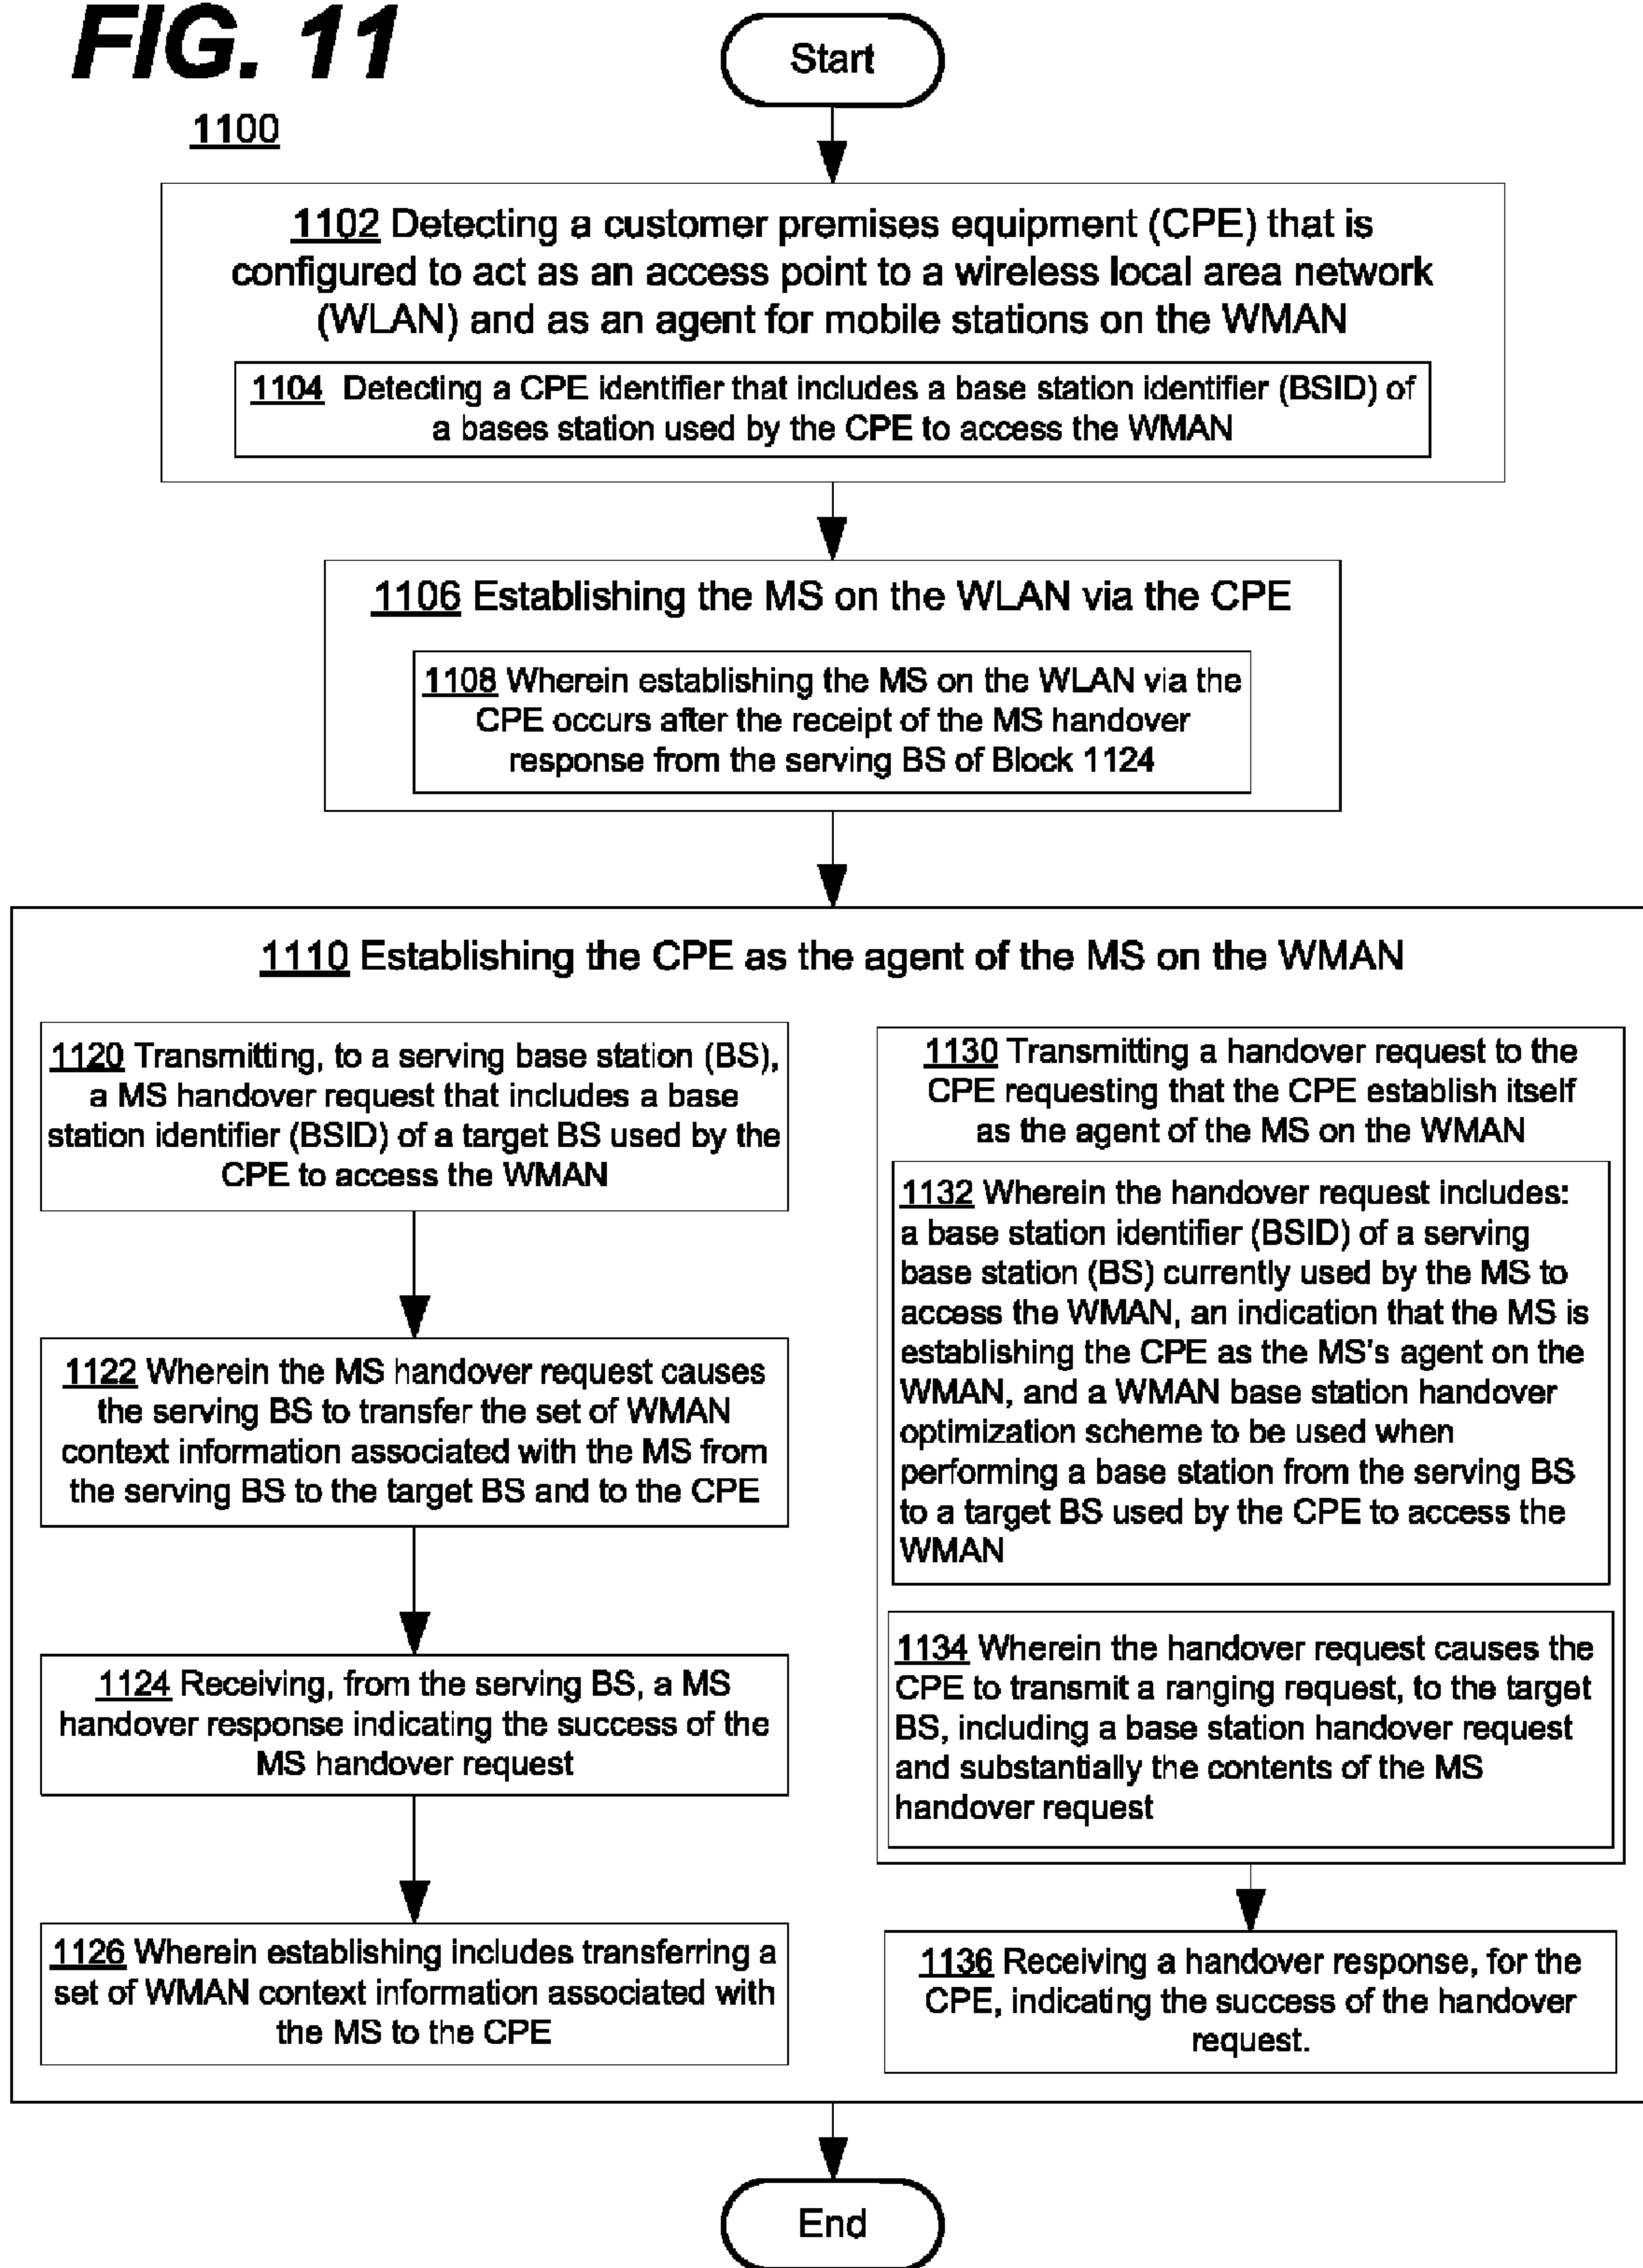 FIG. 11
1100
Start
1102 Detecting a customer premises equipment (CPE) that is
configured to act as an access point to a wireless local area network
(WLAN) and as an agent for mobile stations on the WMAN
1104 Detecting a CPE identifier that includes a base station identifier (BSID) of
a bases station used by the CPE to access the WMAN
1106 Establishing the MS on the WLAN via the CPE
1108 Wherein establishing the MS on the WLAN via the
CPE occurs after the receipt of the MS handover
response from the serving BS of Block 1124
1110 Establishing the CPE as the agent of the MS on the WMAN
1120 Transmitting, to a serving base station (BS),
a MS handover request that includes a base
station identifier (BSID) of a target BS used by the
CPE to access the WMAN
1122 Wherein the MS handover request causes
the serving BS to transfer the set of WMAN
context information associated with the MS from
the serving BS to the target BS and to the CPE
1124 Receiving, from the serving BS, a MS
handover response indicating the success of the
MS handover request
1126 Wherein establishing includes transferring a
set of WMAN context information associated with
the MS to the CPE
1130 Transmitting a handover request to the
CPE requesting that the CPE establish itself
as the agent of the MS on the WMAN
1132 Wherein the handover request includes:
a base station identifier (BSID) of a serving
base station (BS) currently used by the MS to
access the WMAN, an indication that the MS is
establishing the CPE as the MS's agent on the
WMAN, and a WMAN base station handover
optimization scheme to be used when
performing a base station from the serving BS
to a target BS used by the CPE to access the
WMAN
1134 Wherein the handover request causes the
CPE to transmit a ranging request, to the target
BS, including a base station handover request
and substantially the contents of the MS
handover request
1136 Receiving a handover response, for the
CPE, indicating the success of the handover
request.
End